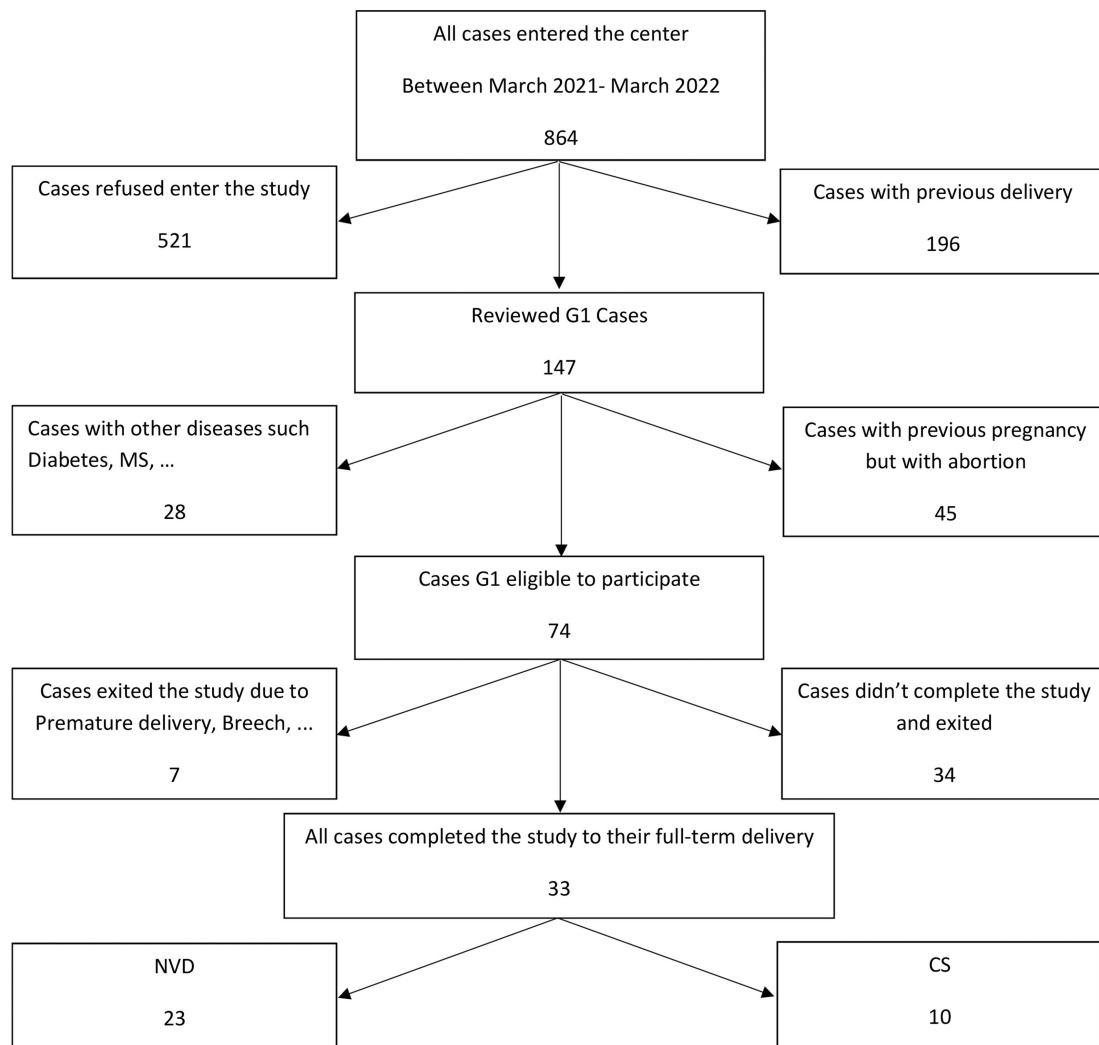 All cases entered the center
Between March 2021- March 2022
864
Cases refused enter the study
521
Cases with previous delivery
196
Reviewed G1 Cases
147
Cases with other diseases such
Diabetes, MS, ...
28
Cases with previous pregnancy
but with abortion
45
Cases G1 eligible to participate
74
Cases exited the study due to
Premature delivery, Breech, ...
7
Cases didn’t complete the study
and exited
34
All cases completed the study to their full-term delivery
33
NVD
23
CS
10